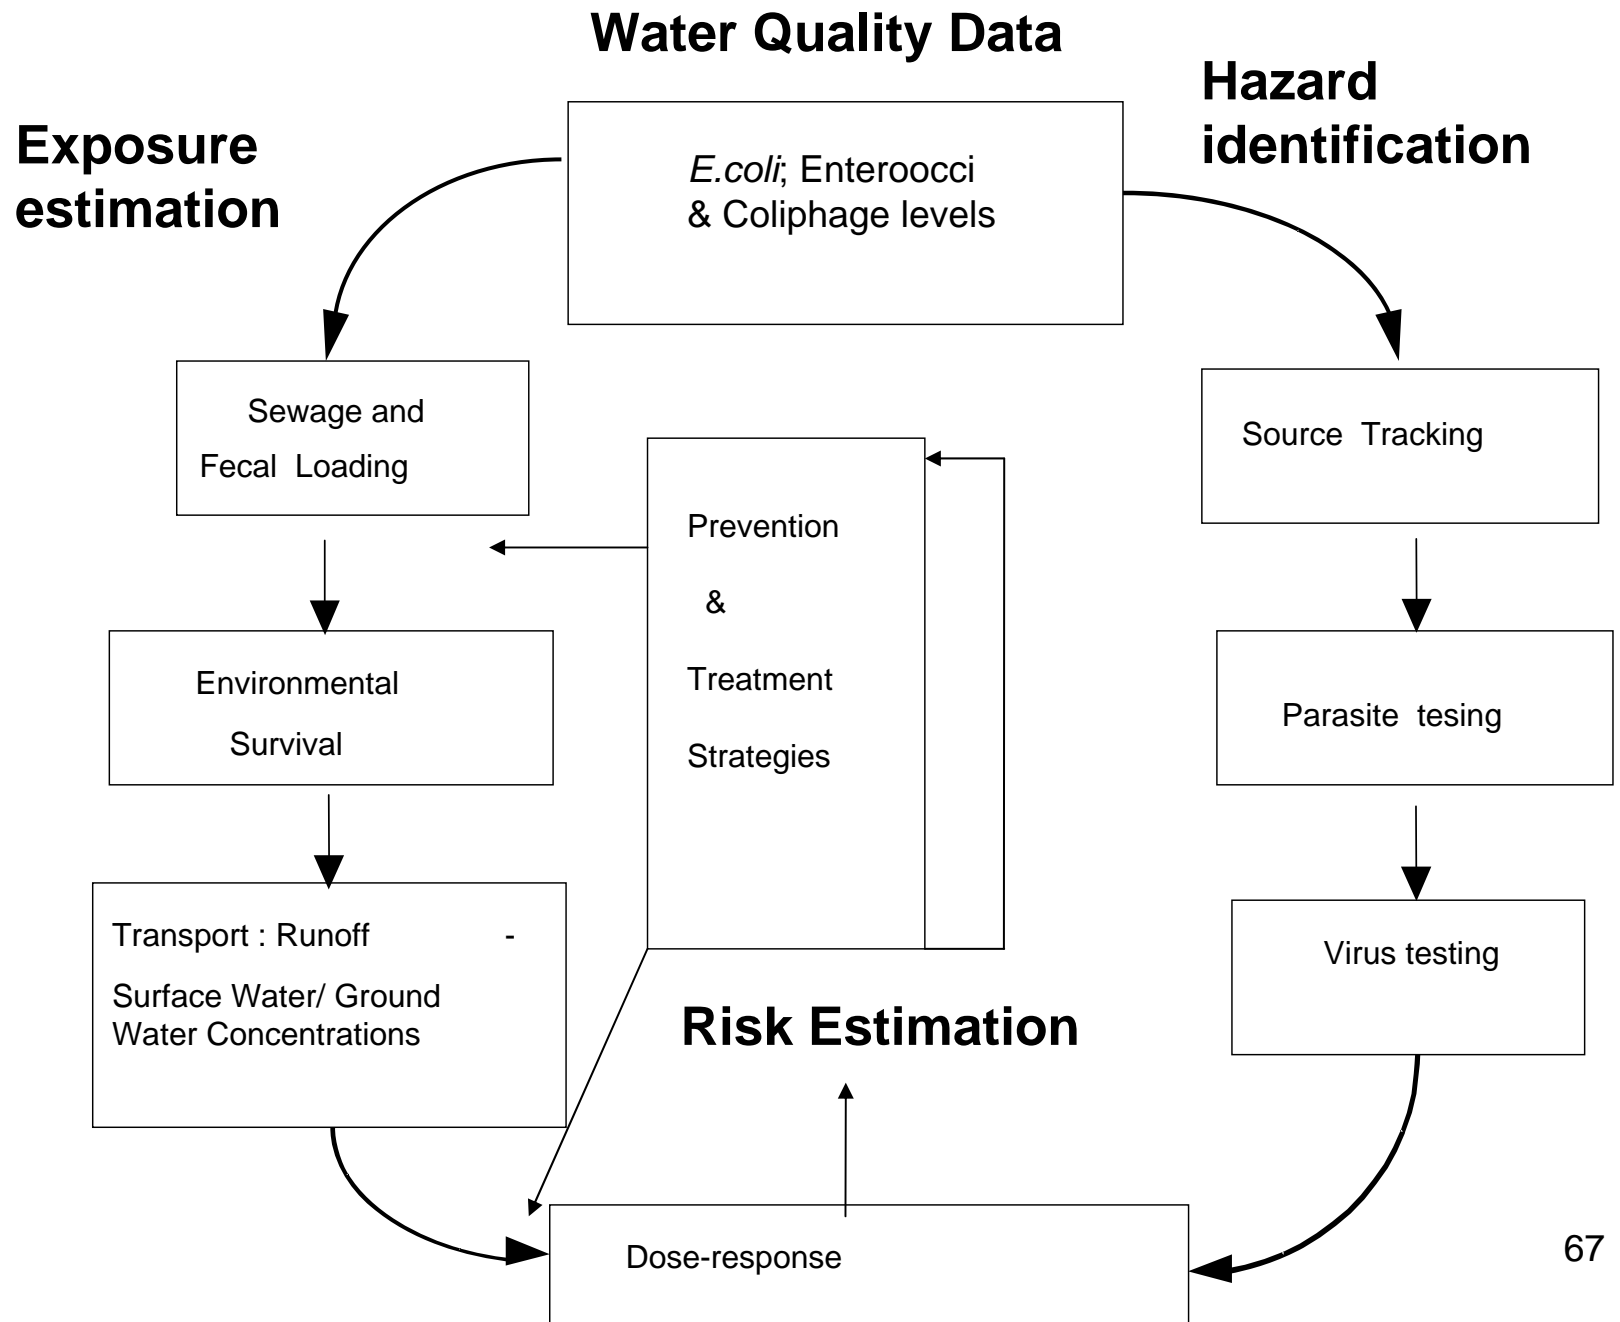 Water Quality Data
Hazard
identification
Exposure
estimation
E.coli; Enteroocci
& Coliphage levels
Sewage and
Fecal Loading
Source Tracking
Prevention
&
Treatment
Strategies
Environmental
Survival
Parasite tesing
Transport : Runoff -
Surface Water/ Ground
Water Concentrations
Virus testing
Risk Estimation
Dose-response
67